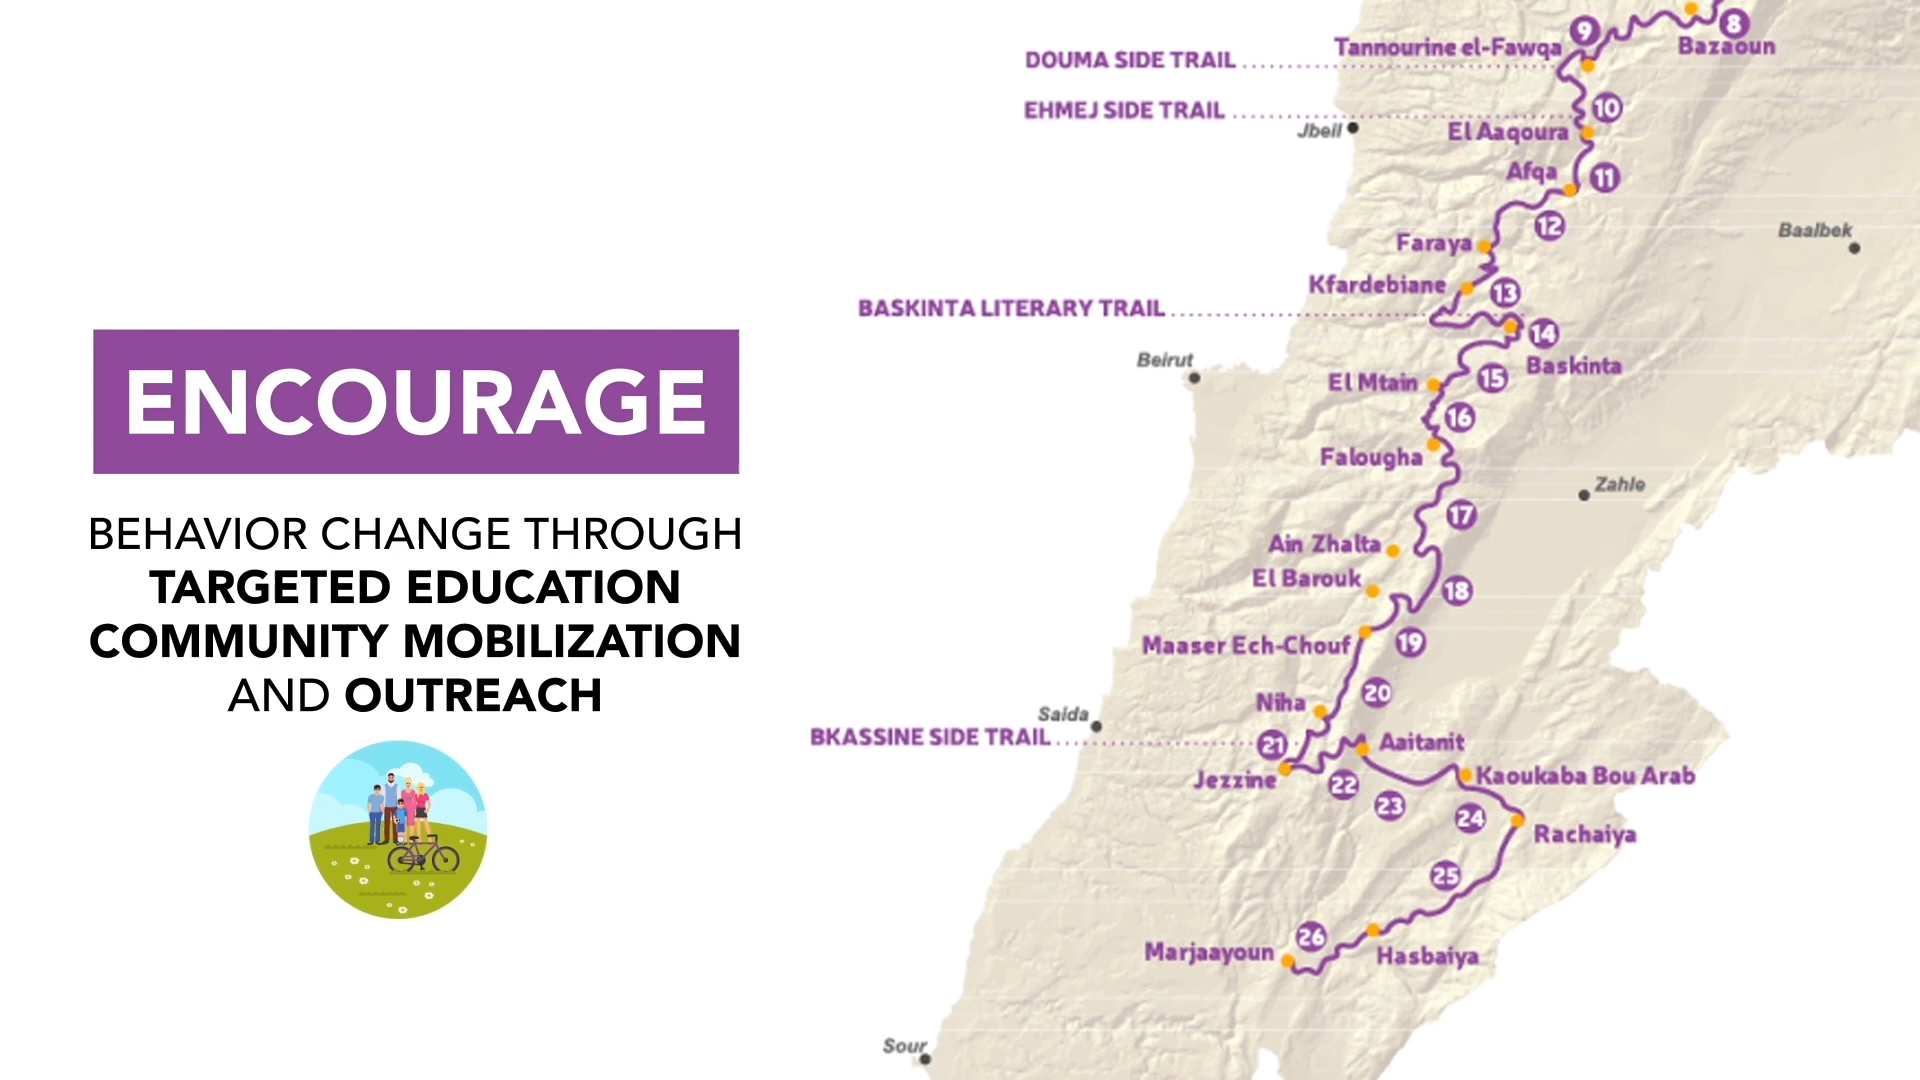 ENCOURAGE
BEHAVIOR CHANGE THROUGH
TARGETED EDUCATION
COMMUNITY MOBILIZATION
AND OUTREACH
8
Bazaoun
9
Tannourine el-Fawqa
DOUMA SIDE TRAIL
10
EHMEJ SIDE TRAIL
Jbeil
El Aaqoura
Afqa
11
12
Baalbek
Faraya
Kfardebiane
13
BASKINTA LITERARY TRAIL
14
Baskinta
Beirut
15
El Mtain
16
Falougha
Zahle
17
Ain Zhalta
El Barouk
18
Maaser Ech-Chouf
19
20
Niha
Saida
BKASSINE SIDE TRAIL
21
Aaitanit
Jezzine
22
Kaoukaba Bou Arab
23
24
Rachaiya
25
26
Marjaayoun
Hasbaiya
Sour